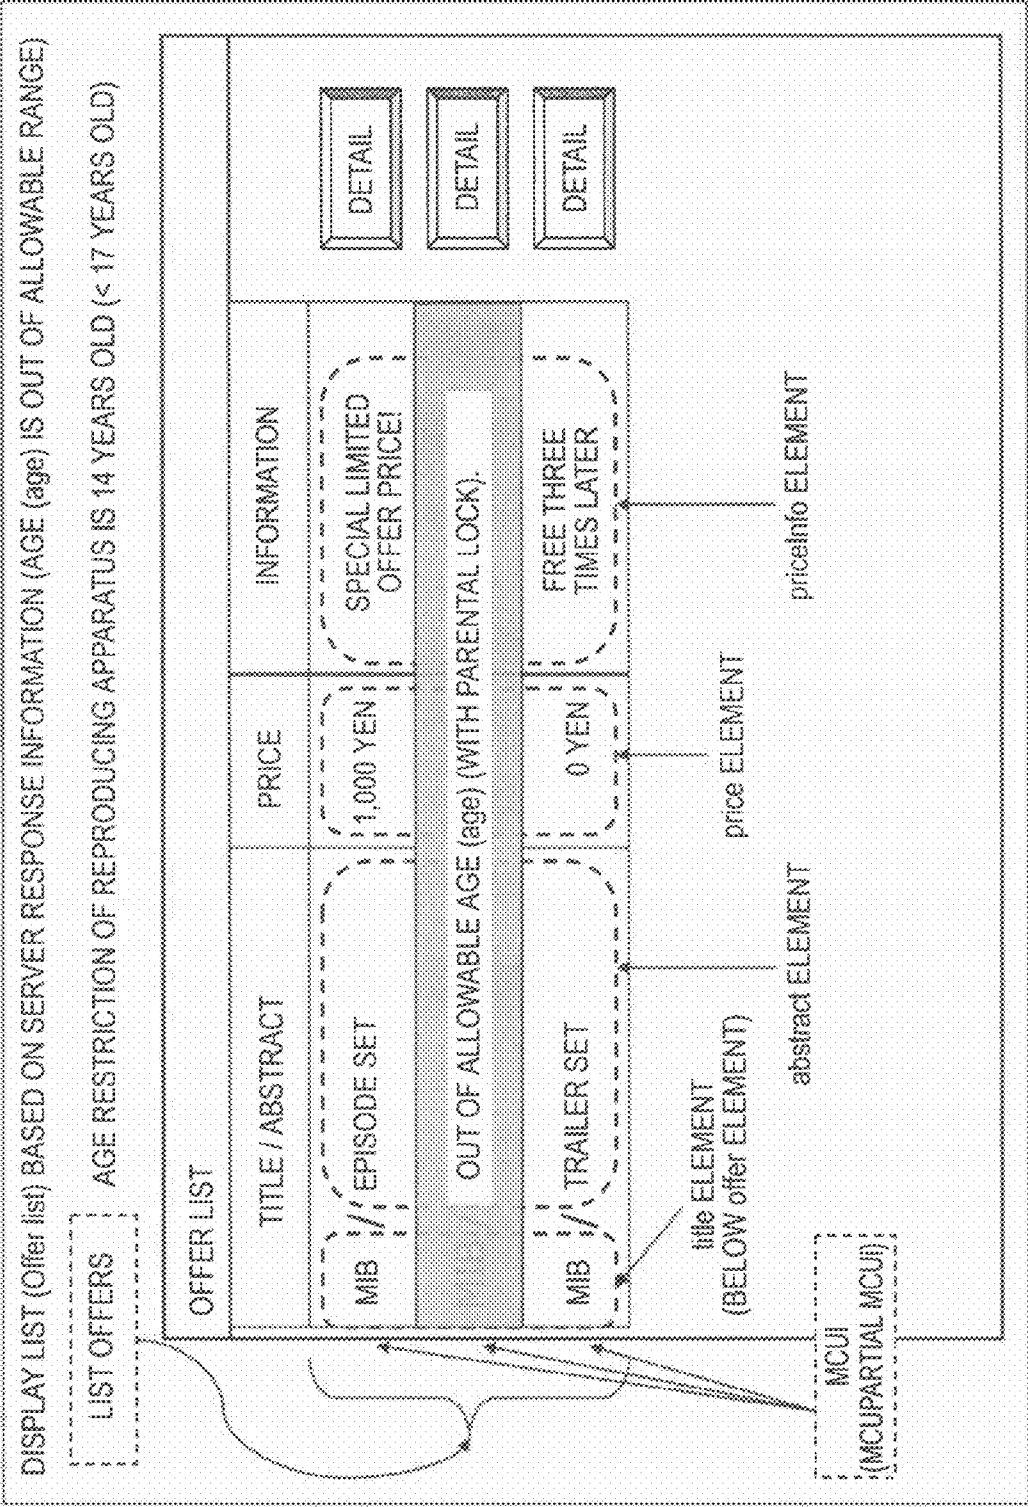 DISPLAY LIST (Offer list) BASED ON SERVER RESPONSE INFORMATION (AGE (age) IS OUT OF ALLOWABLE RANGE)
LIST OFFERS
AGE RESTRICTION OF REPRODUCING APPARATUS IS 14 YEARS OLD (< 17 YEARS OLD)
OFFER LIST
TITLE / ABSTRACT
PRICE
INFORMATION
MIB / EPISODE SET
1,000 YEN
SPECIAL LIMITED
OFFER PRICE!
DETAIL
OUT OF ALLOWABLE AGE (age) (WITH PARENTAL LOCK).
DETAIL
MIB / TRAILER SET
0 YEN
FREE THREE
TIMES LATER
DETAIL
title ELEMENT
(BELOW offer ELEMENT)
abstract ELEMENT
price ELEMENT
priceInfo ELEMENT
MCUI
(MCUPARTIAL MCUI)